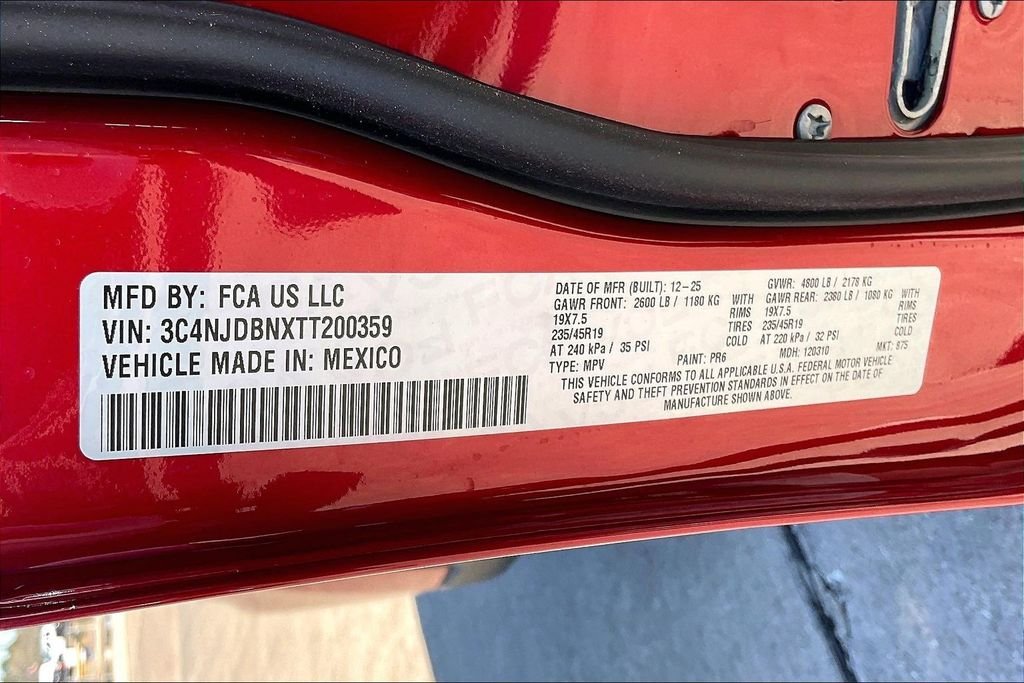 MFD BY: FCA US LLC
VIN: 3C4NJDBNXTT200359
VEHICLE MADE IN: MEXICO
DATE OF MFR (BUILT): 12-25 GVWR: 4800 LB / 2178 KG
GAWR FRONT: 2600 LB / 1180 KG WITH GAWR REAR: 2380 LB / 1080 KG WITH
19X7.5 RIMS 19X7.5 RIMS
235/45R19 TIRES 235/45R19 TIRES
AT 240 kPa / 35 PSI COLD AT 220 kPa / 32 PSI COLD
TYPE: MPV PAINT: PR6 MDH: 120310 MKT: 875
THIS VEHICLE CONFORMS TO ALL APPLICABLE U.S.A. FEDERAL MOTOR VEHICLE
SAFETY AND THEFT PREVENTION STANDARDS IN EFFECT ON THE DATE OF
MANUFACTURE SHOWN ABOVE.